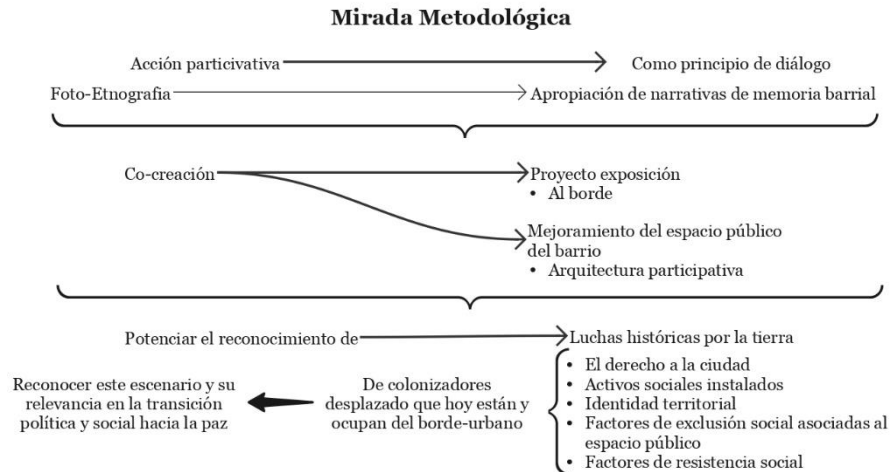 Mirada Metodológica
Acción particivativa
Como principio de diálogo
Foto-Etnografia
Apropiación de narrativas de memoria barrial
Co-creación
Proyecto exposición
• Al borde
Mejoramiento del espacio público
del barrio
• Arquitectura participativa
Potenciar el reconocimiento de
Luchas históricas por la tierra
• El derecho a la ciudad
• Activos sociales instalados
• Identidad territorial
• Factores de exclusión social asociadas al
espacio público
• Factores de resistencia social
De colonizadores
desplazado que hoy están y
ocupan del borde-urbano
Reconocer este escenario y su
relevancia en la transición
política y social hacia la paz